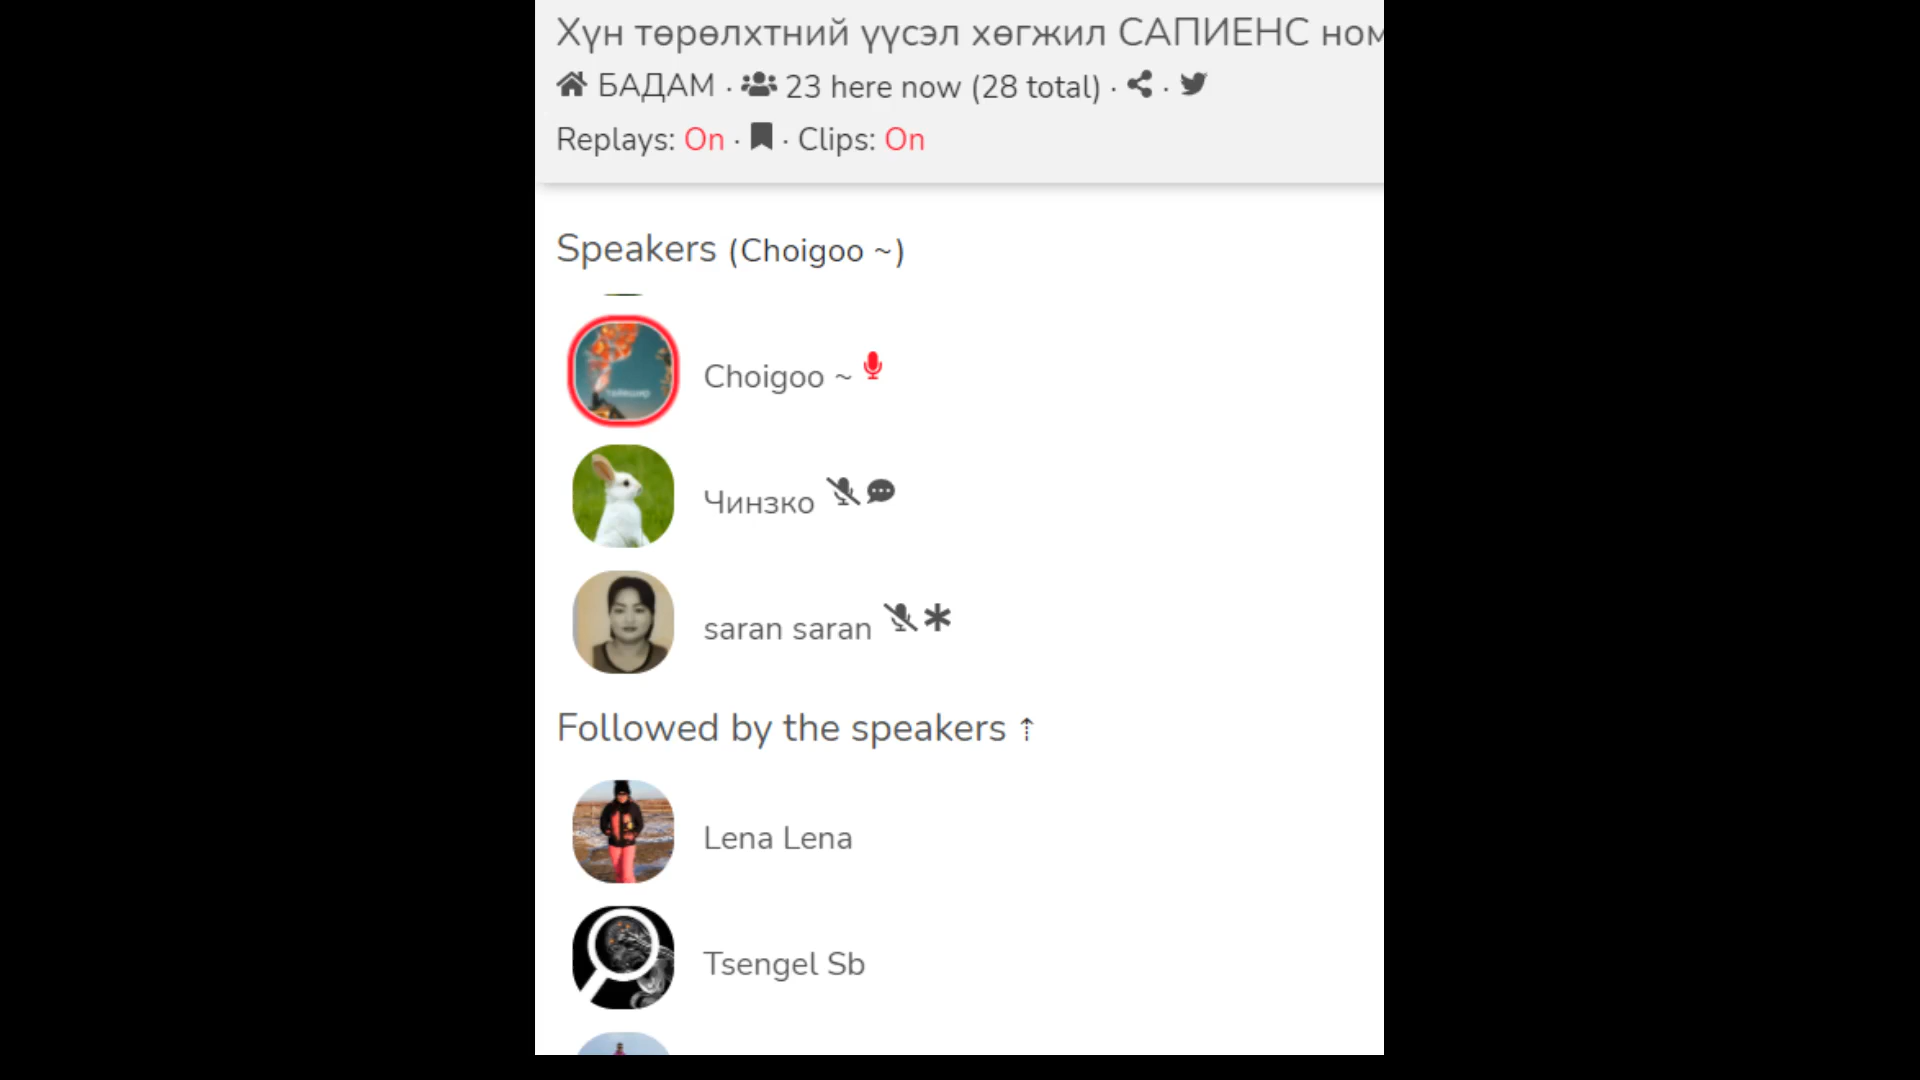 Хүн төрөлхтний үүсэл хөгжил САПИЕНС ном
БАДАМ · 23 here now (28 total) · ·
Replays: On · · Clips: On
Speakers (Choigoo ~)
Choigoo ~
Чинзко
saran saran
Followed by the speakers ⇡
Lena Lena
Tsengel Sb